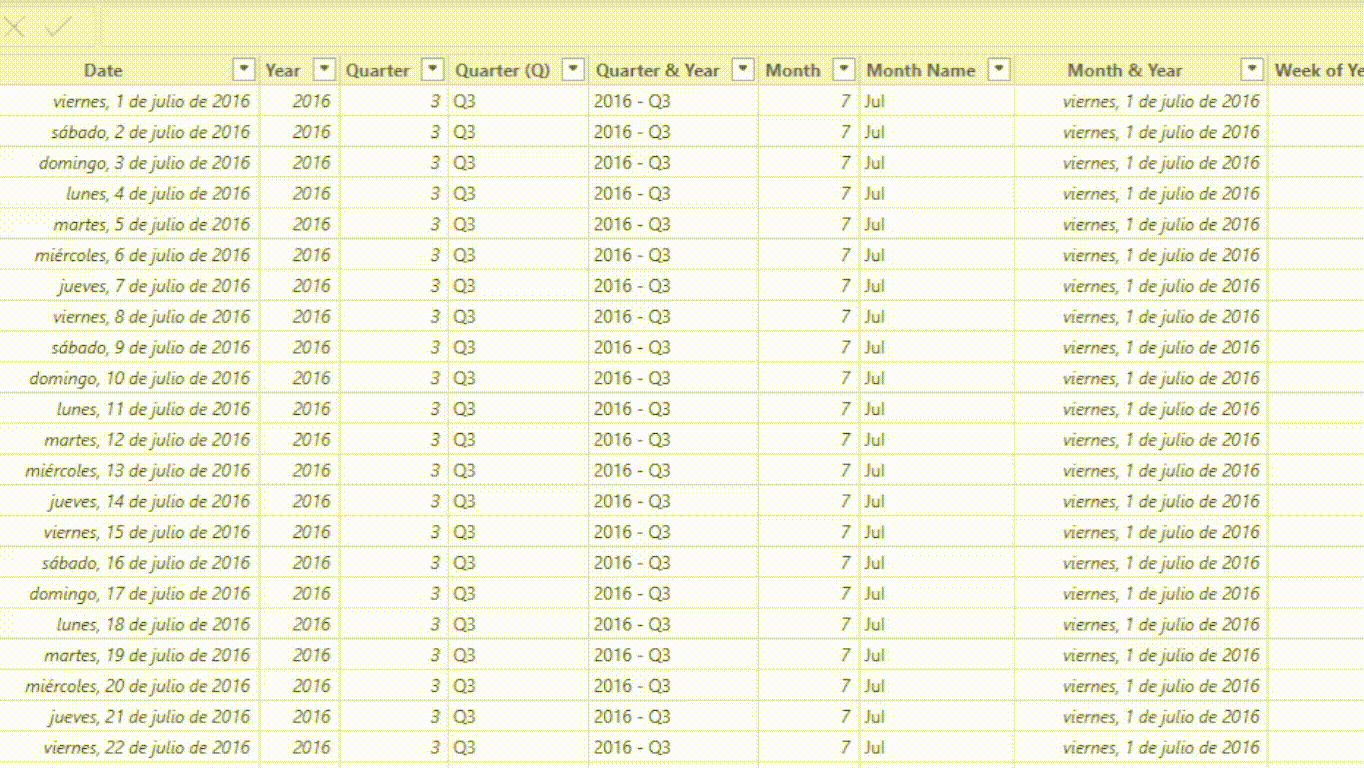 Date Year Quarter Quarter (Q) Quarter & Year Month Month Name Month & Year Week of Ye
viernes, 1 de julio de 2016 2016 3 Q3 2016 - Q3 7 Jul viernes, 1 de julio de 2016
sábado, 2 de julio de 2016 2016 3 Q3 2016 - Q3 7 Jul viernes, 1 de julio de 2016
domingo, 3 de julio de 2016 2016 3 Q3 2016 - Q3 7 Jul viernes, 1 de julio de 2016
lunes, 4 de julio de 2016 2016 3 Q3 2016 - Q3 7 Jul viernes, 1 de julio de 2016
martes, 5 de julio de 2016 2016 3 Q3 2016 - Q3 7 Jul viernes, 1 de julio de 2016
miércoles, 6 de julio de 2016 2016 3 Q3 2016 - Q3 7 Jul viernes, 1 de julio de 2016
jueves, 7 de julio de 2016 2016 3 Q3 2016 - Q3 7 Jul viernes, 1 de julio de 2016
viernes, 8 de julio de 2016 2016 3 Q3 2016 - Q3 7 Jul viernes, 1 de julio de 2016
sábado, 9 de julio de 2016 2016 3 Q3 2016 - Q3 7 Jul viernes, 1 de julio de 2016
domingo, 10 de julio de 2016 2016 3 Q3 2016 - Q3 7 Jul viernes, 1 de julio de 2016
lunes, 11 de julio de 2016 2016 3 Q3 2016 - Q3 7 Jul viernes, 1 de julio de 2016
martes, 12 de julio de 2016 2016 3 Q3 2016 - Q3 7 Jul viernes, 1 de julio de 2016
miércoles, 13 de julio de 2016 2016 3 Q3 2016 - Q3 7 Jul viernes, 1 de julio de 2016
jueves, 14 de julio de 2016 2016 3 Q3 2016 - Q3 7 Jul viernes, 1 de julio de 2016
viernes, 15 de julio de 2016 2016 3 Q3 2016 - Q3 7 Jul viernes, 1 de julio de 2016
sábado, 16 de julio de 2016 2016 3 Q3 2016 - Q3 7 Jul viernes, 1 de julio de 2016
domingo, 17 de julio de 2016 2016 3 Q3 2016 - Q3 7 Jul viernes, 1 de julio de 2016
lunes, 18 de julio de 2016 2016 3 Q3 2016 - Q3 7 Jul viernes, 1 de julio de 2016
martes, 19 de julio de 2016 2016 3 Q3 2016 - Q3 7 Jul viernes, 1 de julio de 2016
miércoles, 20 de julio de 2016 2016 3 Q3 2016 - Q3 7 Jul viernes, 1 de julio de 2016
jueves, 21 de julio de 2016 2016 3 Q3 2016 - Q3 7 Jul viernes, 1 de julio de 2016
viernes, 22 de julio de 2016 2016 3 Q3 2016 - Q3 7 Jul viernes, 1 de julio de 2016